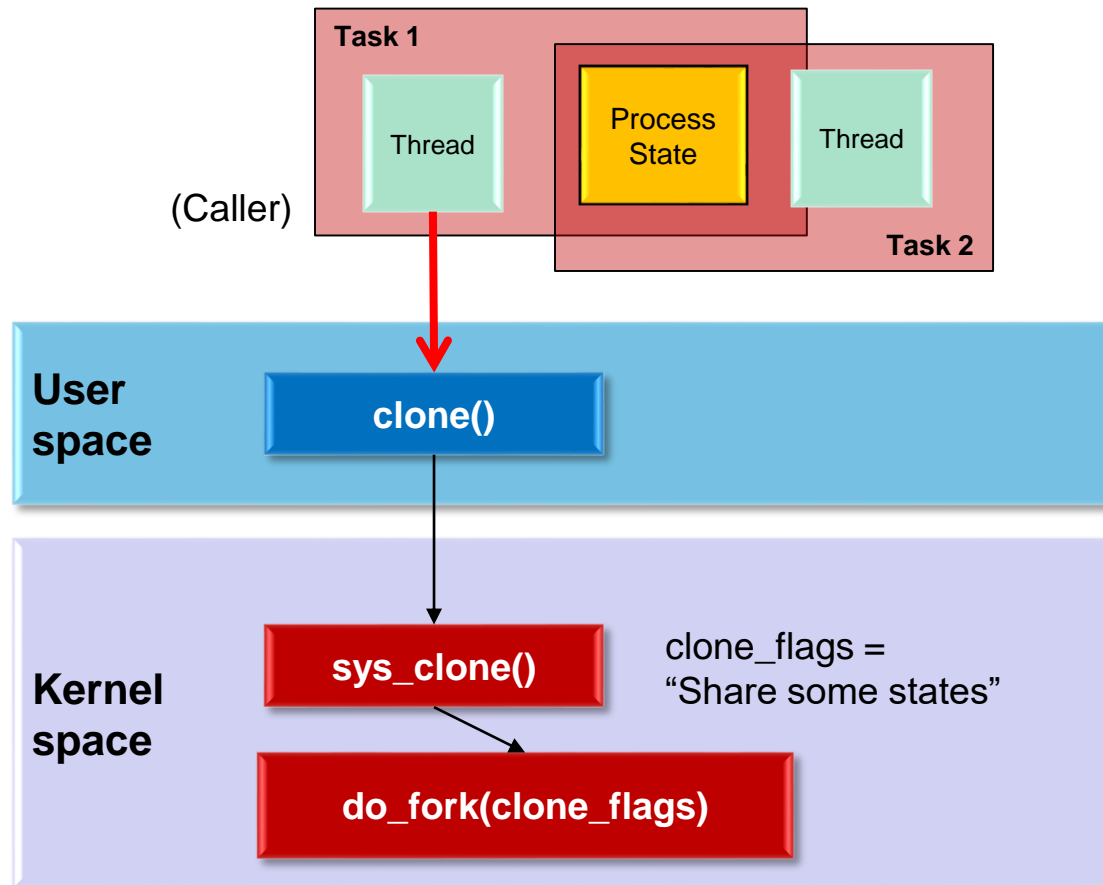 Task 1
Thread
Process
State
Thread
(Caller)
Task 2
User
space
clone()
Kernel
space
sys_clone()
clone_flags =
“Share some states”
do_fork(clone_flags)